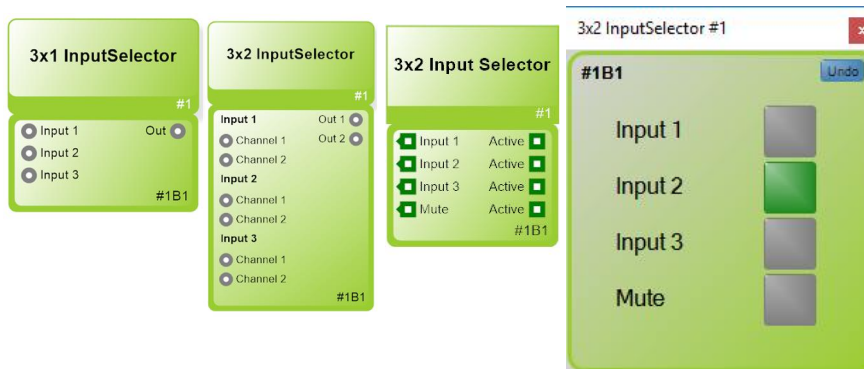 3x1 InputSelector
#1
Input 1 Out
Input 2
Input 3
#1B1
3x2 InputSelector
#1
Input 1 Out 1
Channel 1 Out 2
Channel 2
Input 2
Channel 1
Channel 2
Input 3
Channel 1
Channel 2
#1B1
3x2 Input Selector
#1
Input 1 Active
Input 2 Active
Input 3 Active
Mute Active
#1B1
3x2 InputSelector #1
x
#1B1 Undo
Input 1
Input 2
Input 3
Mute